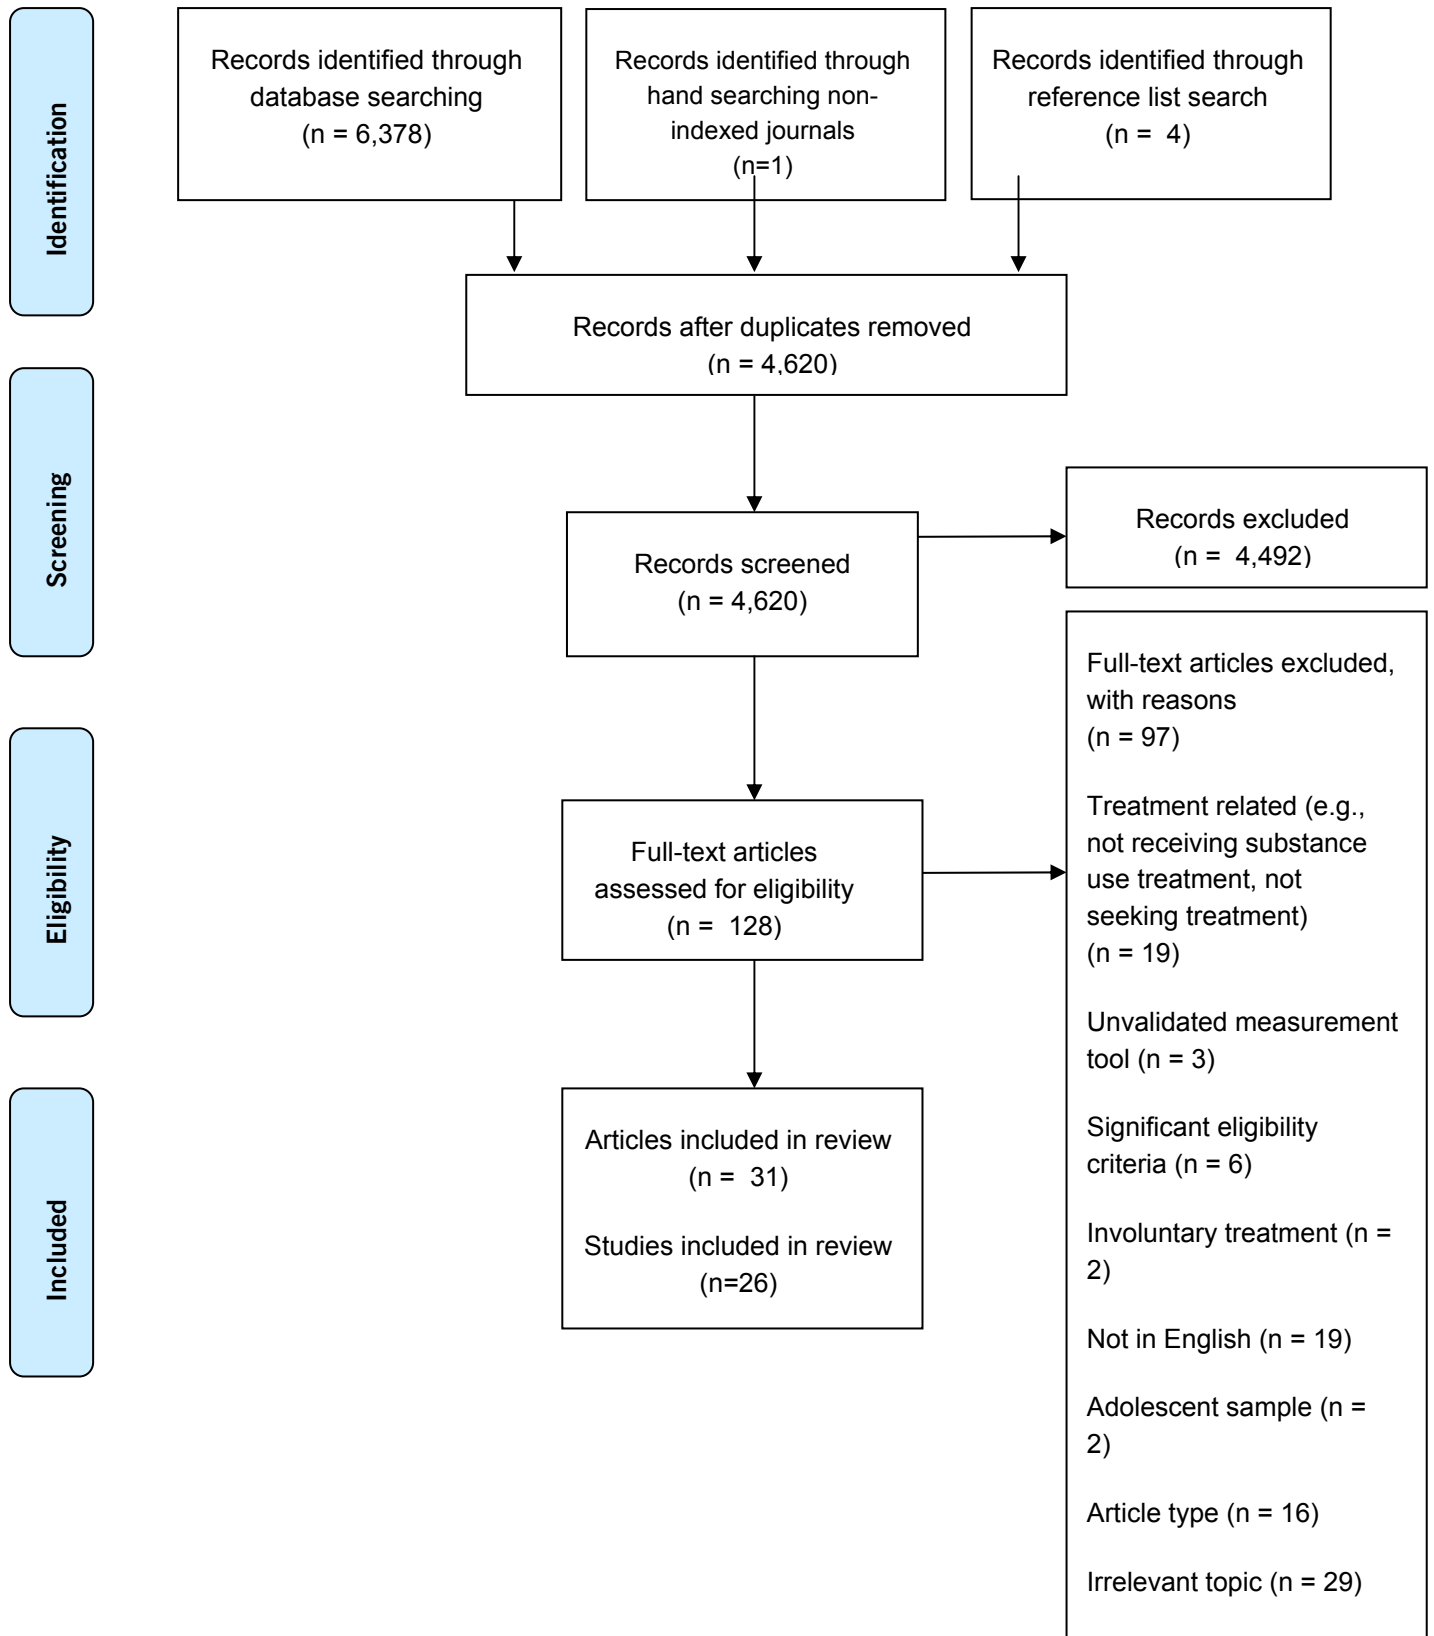 Identification
Records identified through
database searching
(n = 6,378)
Records identified through
hand searching non-
indexed journals
(n=1)
Records identified through
reference list search
(n =  4)
Records after duplicates removed
(n = 4,620)
Screening
Records screened
(n = 4,620)
Records excluded
(n =  4,492)
Eligibility
Full-text articles
assessed for eligibility
(n =  128)
Full-text articles excluded,
with reasons
(n = 97)
Treatment related (e.g.,
not receiving substance
use treatment, not
seeking treatment)
(n = 19)
Unvalidated measurement
tool (n = 3)
Significant eligibility
criteria (n = 6)
Involuntary treatment (n =
2)
Not in English (n = 19)
Adolescent sample (n =
2)
Article type (n = 16)
Irrelevant topic (n = 29)
Included
Articles included in review
(n =  31)
Studies included in review
(n=26)